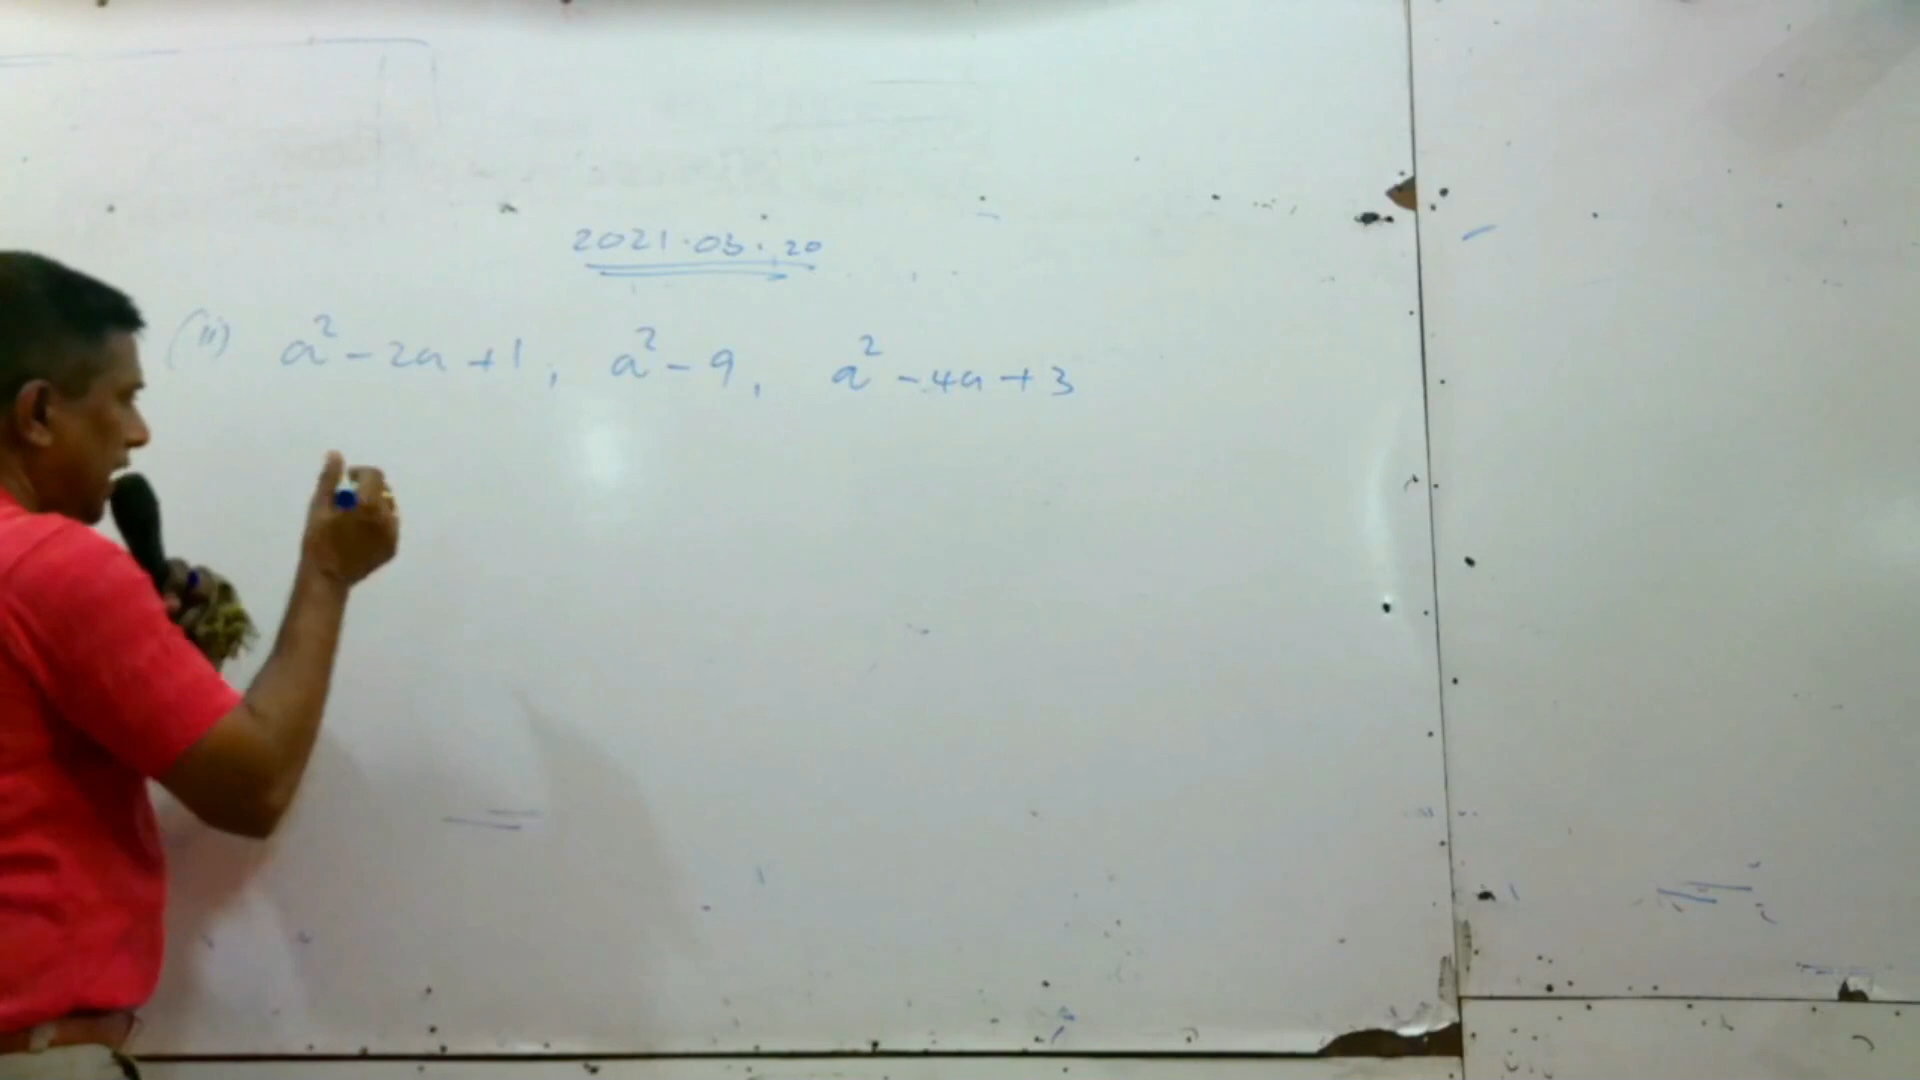 2021.03.20
(ii) a² - 2a + 1, a² - 9, a² - 4a + 3